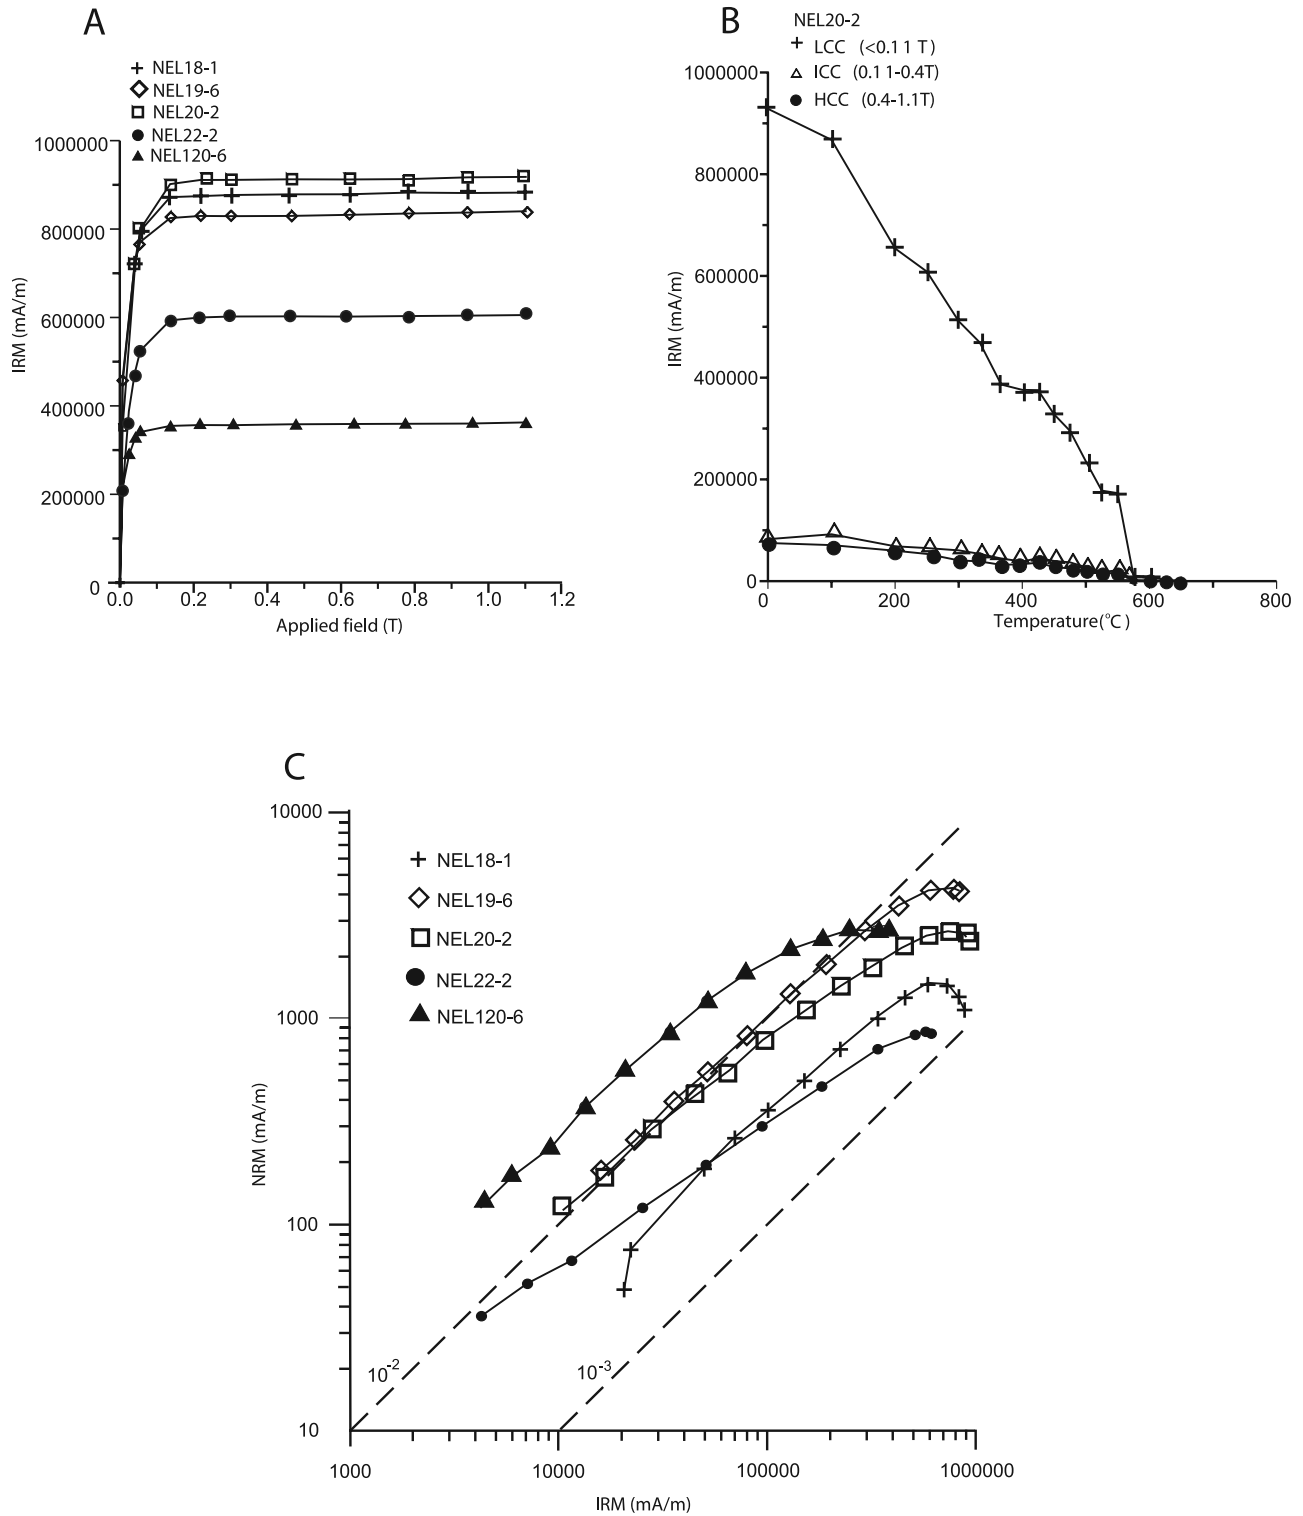 A
NEL18-1
NEL19-6
NEL20-2
NEL22-2
NEL120-6
1000000
800000
600000
400000
200000
0
IRM (mA/m)
0.0 0.2 0.4 0.6 0.8 1.0 1.2
Applied field (T)
B
NEL20-2
LCC (<0.11 T)
ICC (0.11-0.4T)
HCC (0.4-1.1T)
1000000
800000
600000
400000
200000
0
IRM (mA/m)
0 200 400 600 800
Temperature(°C)
C
NEL18-1
NEL19-6
NEL20-2
NEL22-2
NEL120-6
10000
1000
100
10
NRM (mA/m)
10-2
10-3
1000 10000 100000 1000000
IRM (mA/m)